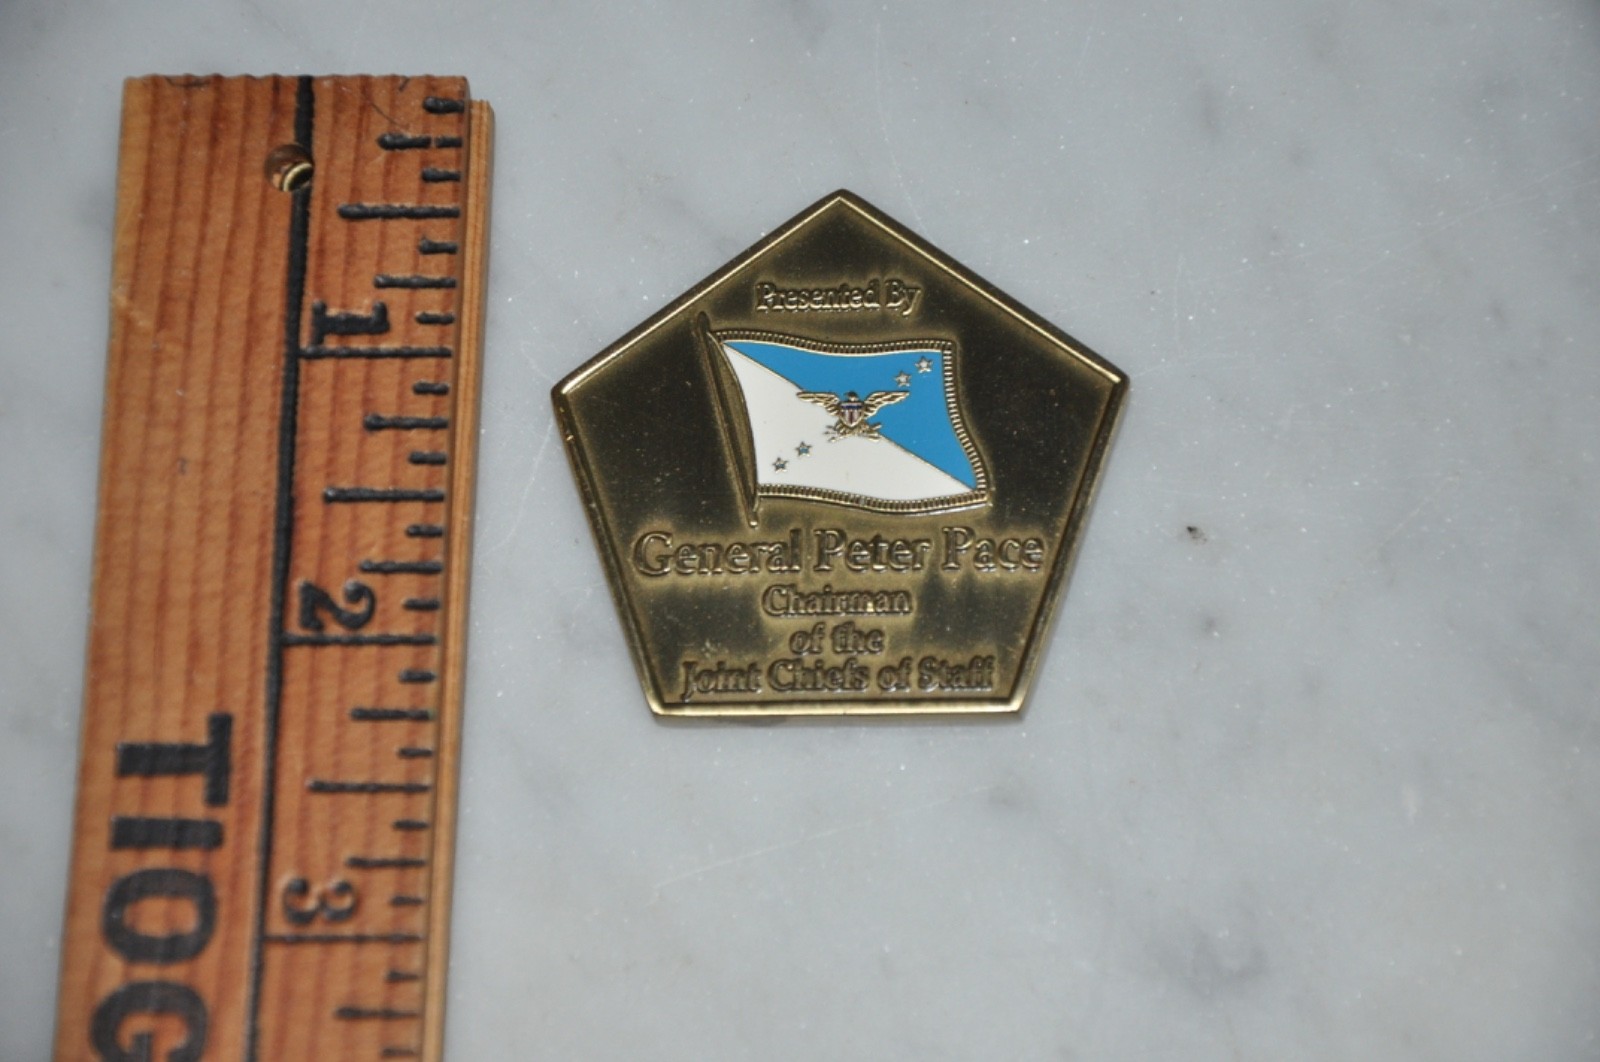 Presented By
General Peter Pace
Chairman
of the
Joint Chiefs of Staff
1
2
3
TIOG